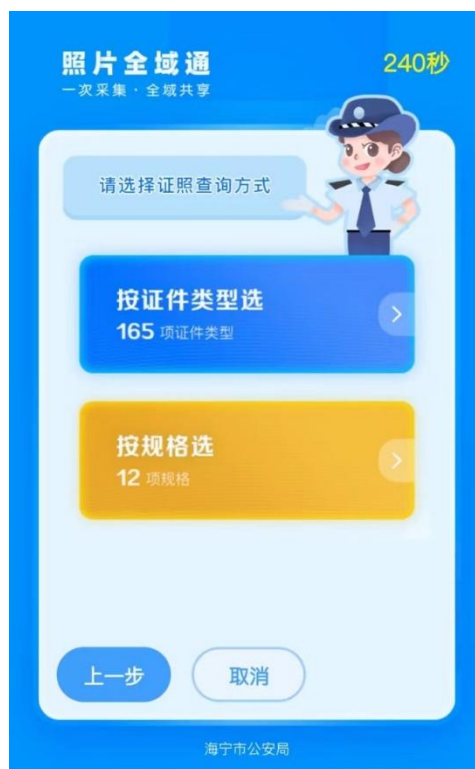 照片全域通
240秒
一次采集·全域共享
请选择证照查询方式
按证件类型选
165 项证件类型
按规格选
12 项规格
上一步
取消
海宁市公安局